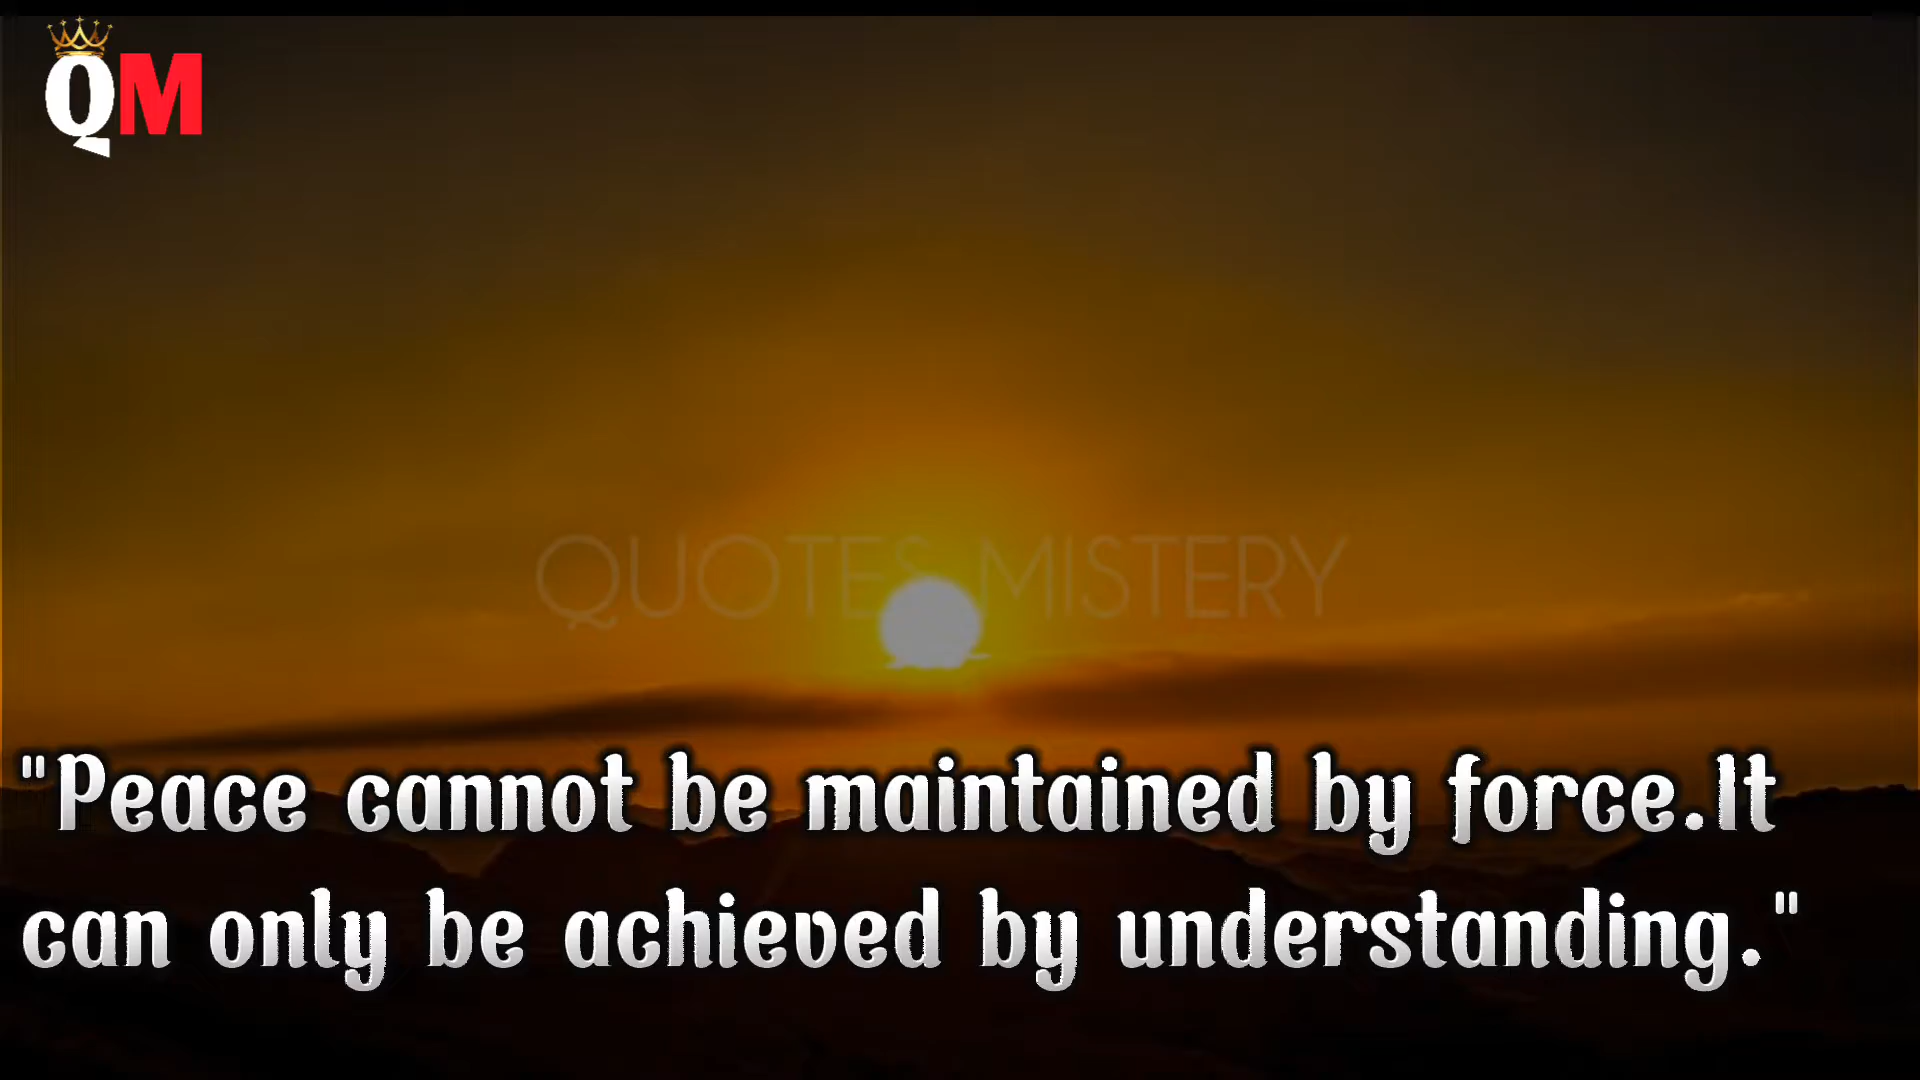 QM
QUOTES MISTERY
"Peace cannot be maintained by force.It
can only be achieved by understanding."